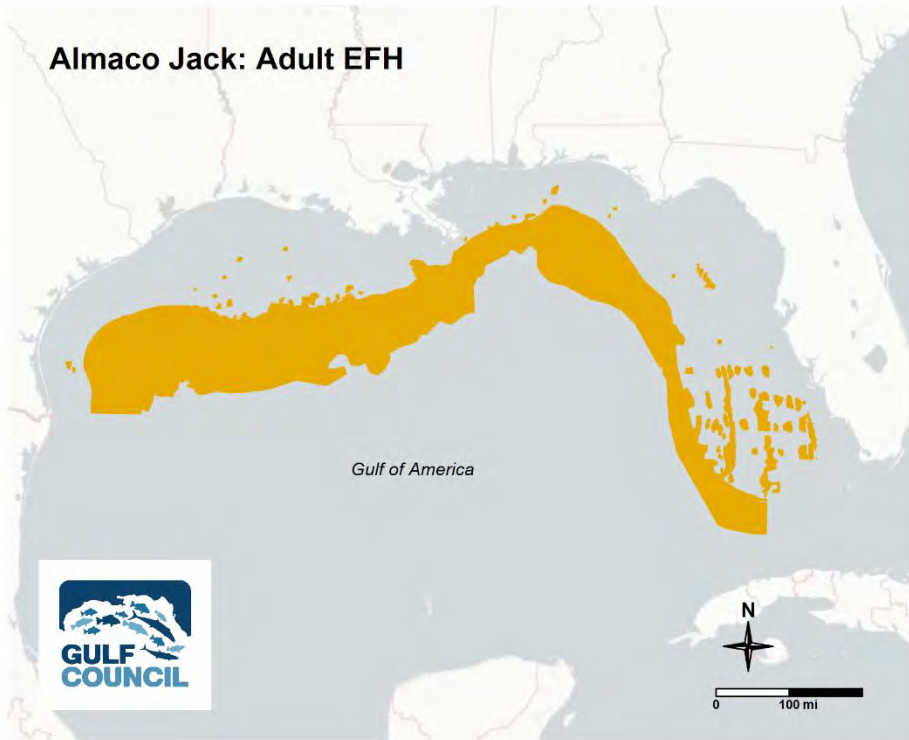 Almaco Jack: Adult EFH
Gulf of America
GULF
COUNCIL
N
0 100 mi